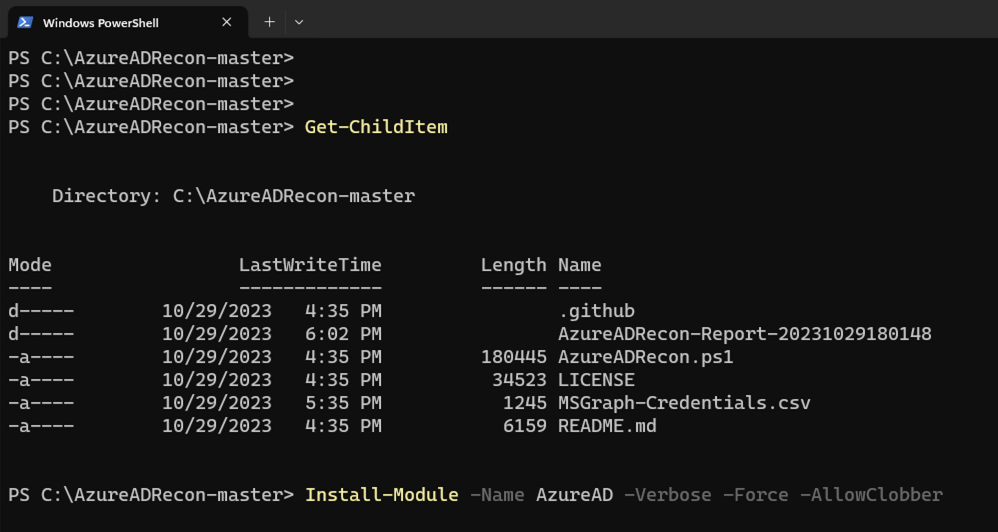 Windows PowerShell
PS C:\AzureADRecon-master>
PS C:\AzureADRecon-master>
PS C:\AzureADRecon-master>
PS C:\AzureADRecon-master> Get-ChildItem
Directory: C:\AzureADRecon-master
Mode LastWriteTime Length Name
---- ------------- ------ ----
d----- 10/29/2023 4:35 PM .github
d----- 10/29/2023 6:02 PM AzureADRecon-Report-20231029180148
-a---- 10/29/2023 4:35 PM 180445 AzureADRecon.ps1
-a---- 10/29/2023 4:35 PM 34523 LICENSE
-a---- 10/29/2023 5:35 PM 1245 MSGraph-Credentials.csv
-a---- 10/29/2023 4:35 PM 6159 README.md
PS C:\AzureADRecon-master> Install-Module -Name AzureAD -Verbose -Force -AllowClobber